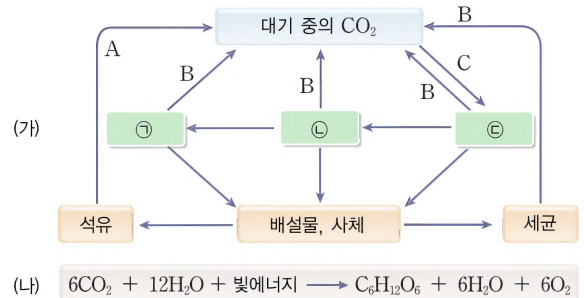 대기 중의 CO₂
B
A
B
B
C
B
(가)
㉠
㉡
㉢
석유
배설물, 사체
세균
(나)
6CO₂ + 12H₂O + 빛에너지 → C₆H₁₂O₆ + 6H₂O + 6O₂